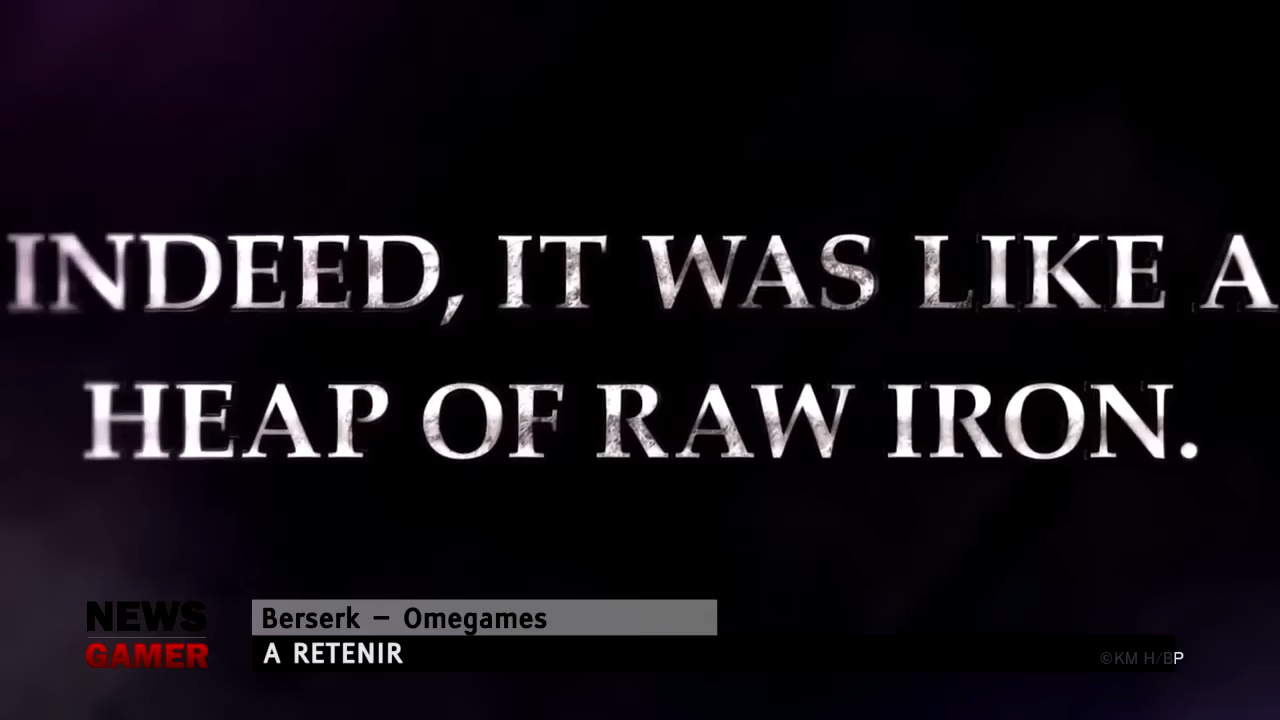 INDEED, IT WAS LIKE A
HEAP OF RAW IRON.
NEWS
GAMER
Berserk – Omegames
A RETENIR
©KM H/BP